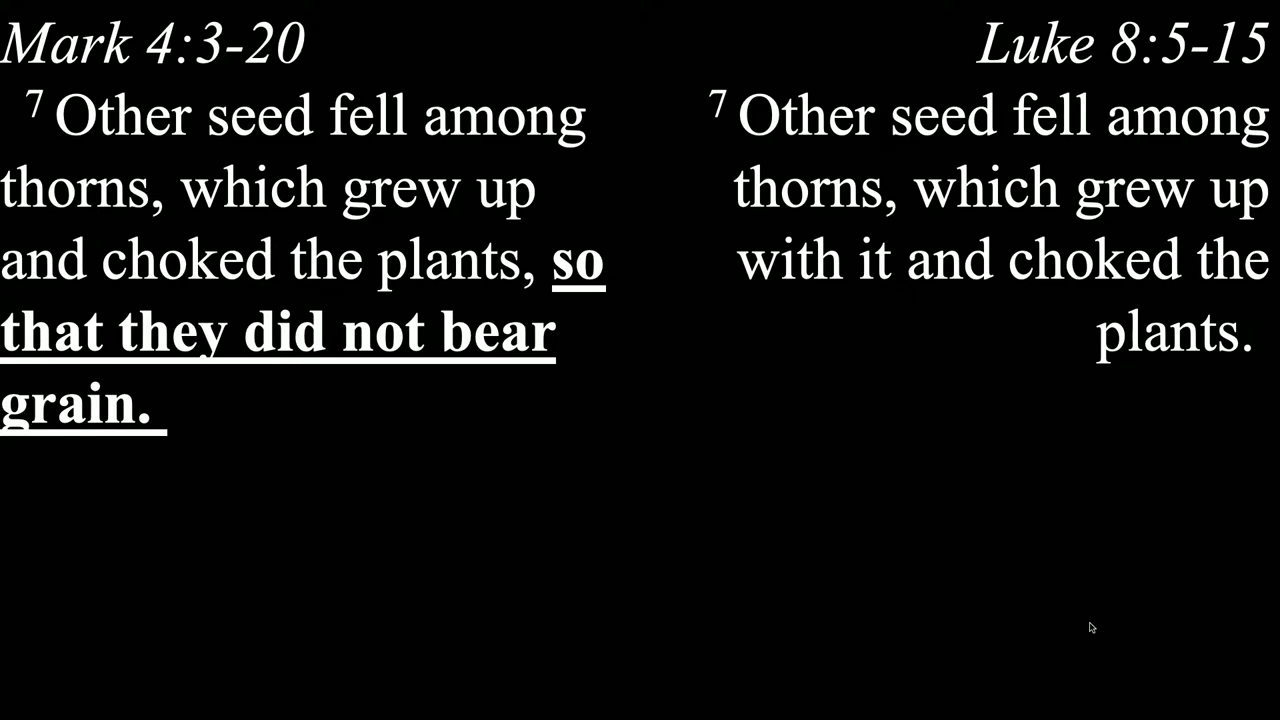 Mark 4:3-20
7 Other seed fell among
thorns, which grew up
and choked the plants, so
that they did not bear
grain.
Luke 8:5-15
7 Other seed fell among
thorns, which grew up
with it and choked the
plants.